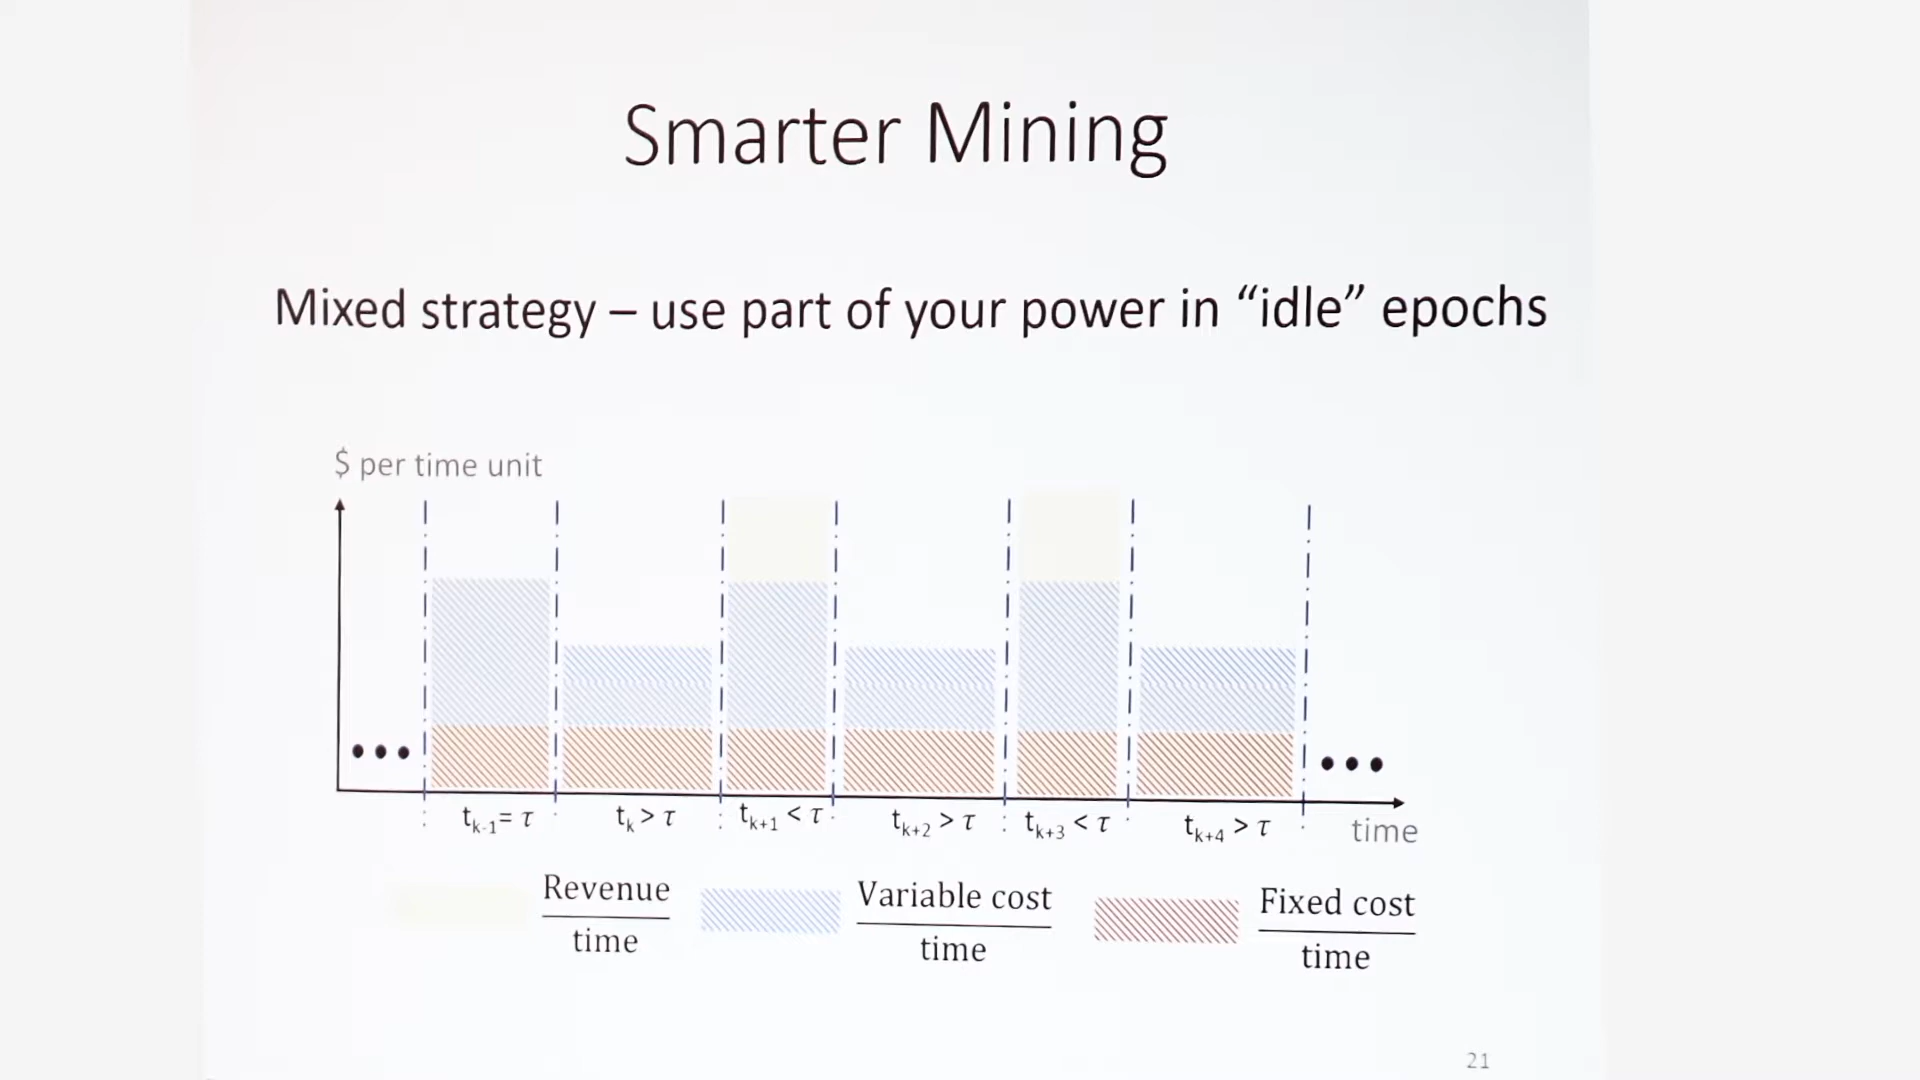 Smarter Mining
Mixed strategy – use part of your power in “idle” epochs
$ per time unit
•••
•••
tₖ₋₁= τ
tₖ > τ
tₖ₊₁ < τ
tₖ₊₂ > τ
tₖ₊₃ < τ
tₖ₊₄ > τ
time
Revenue
time
Variable cost
time
Fixed cost
time
21